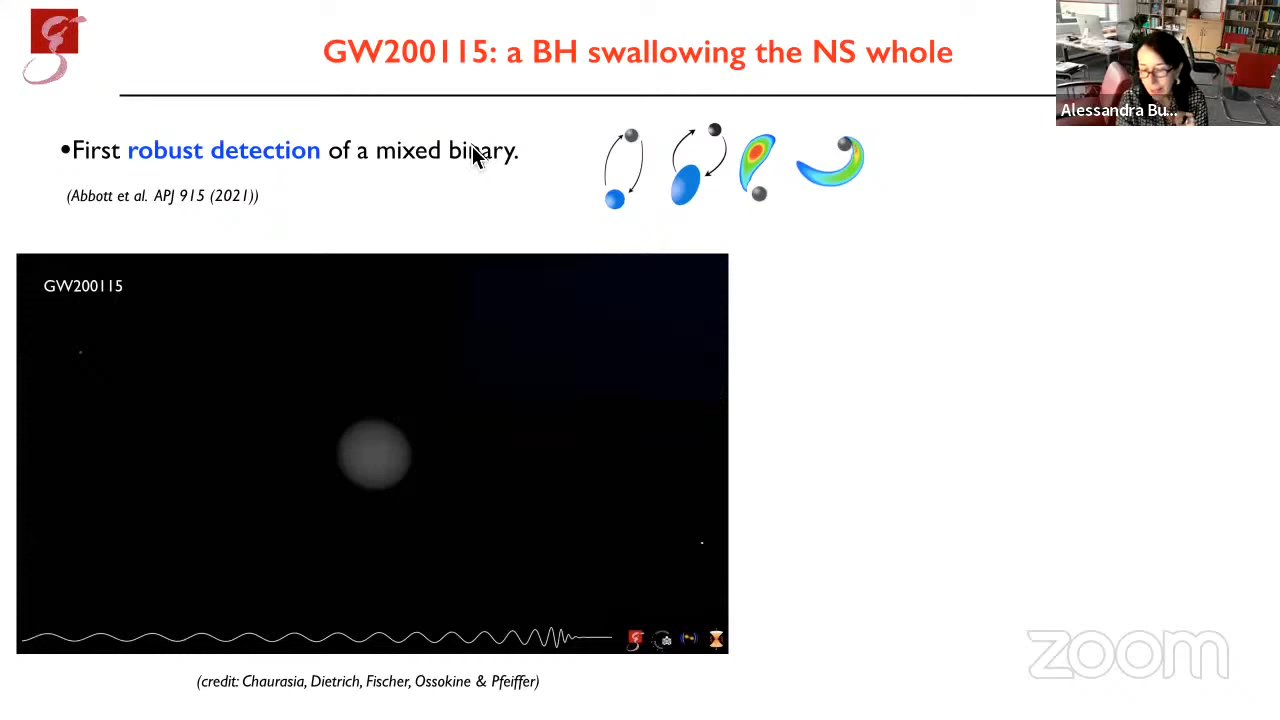 GW200115: a BH swallowing the NS whole
Alessandra Bu...
•First robust detection of a mixed binary.
(Abbott et al. APJ 915 (2021))
GW200115
(credit: Chaurasia, Dietrich, Fischer, Ossokine & Pfeiffer)
zoom